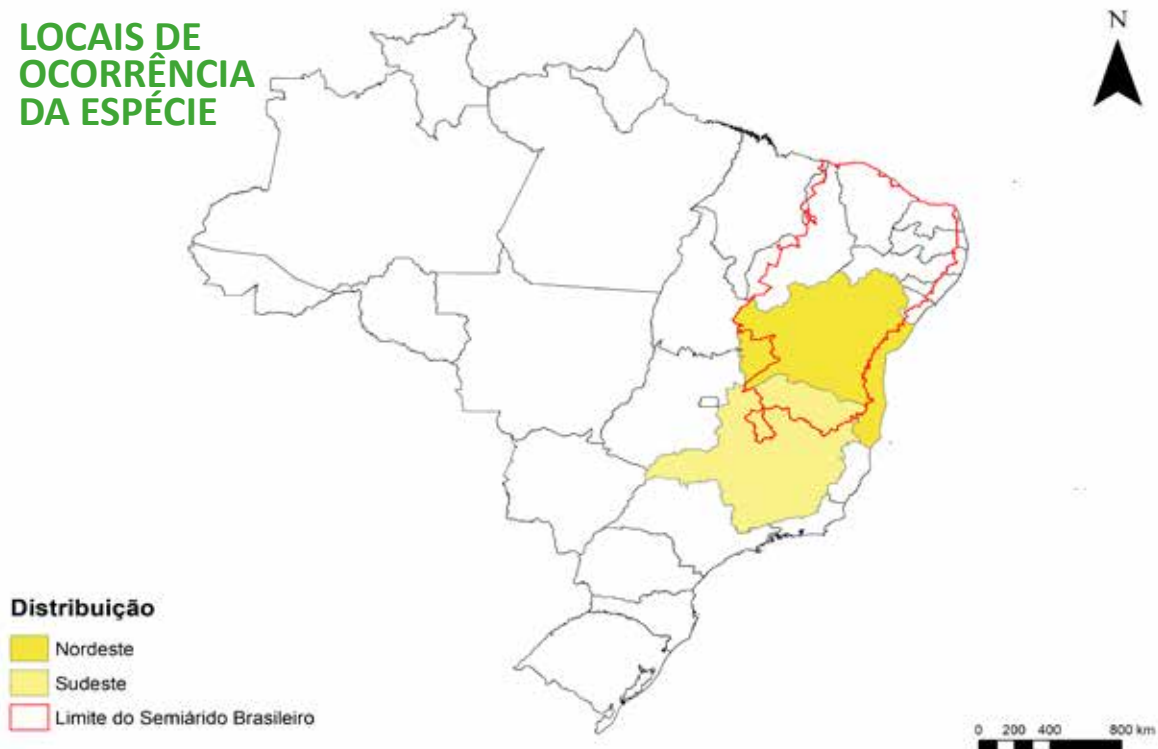 LOCAIS DE
OCORRÊNCIA
DA ESPÉCIE
N
Distribuição
Nordeste
Sudeste
Limite do Semiárido Brasileiro
0 200 400 800 km